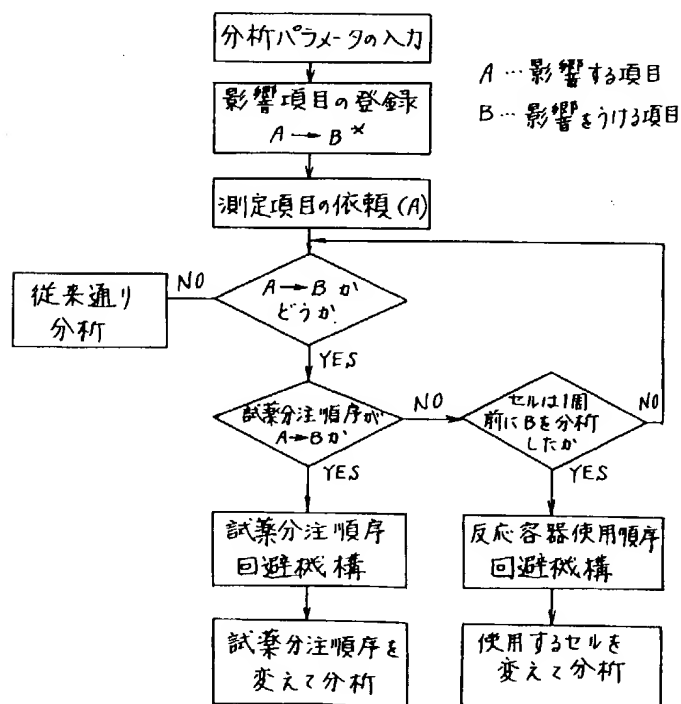 分析パラメータの入力
影響項目の登録
A → B *
A … 影響する項目
B … 影響をうける項目
測定項目の依頼 (A)
A → B か
どうか
NO
従来通り
分析
YES
試薬分注順序が
A→Bか
NO
セルは1周
前にBを分析
したか
NO
YES
YES
試薬分注順序
回避機構
反応容器使用順序
回避機構
試薬分注順序を
変えて分析
使用するセルを
変えて分析